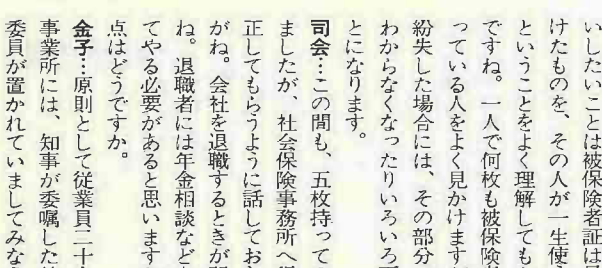 いしたいことは被保険者証は
けたものを、その人が一生使
ということをよく理解しても
ですね。一人で何枚も被保険
っている人をよく見かけます
紛失した場合には、その部分
わからなくなったりいろいろ
とになります。
司会…この間も、五枚持って
ましたが、社会保険事務所へ
正してもらうように話してお
がね。会社を退職するときが
ね。退職者には年金相談など
てやる必要があると思います
点はどうですか。
金子…原則として従業員二十
事業所には、知事が委嘱した
委員が置かれていましてみな